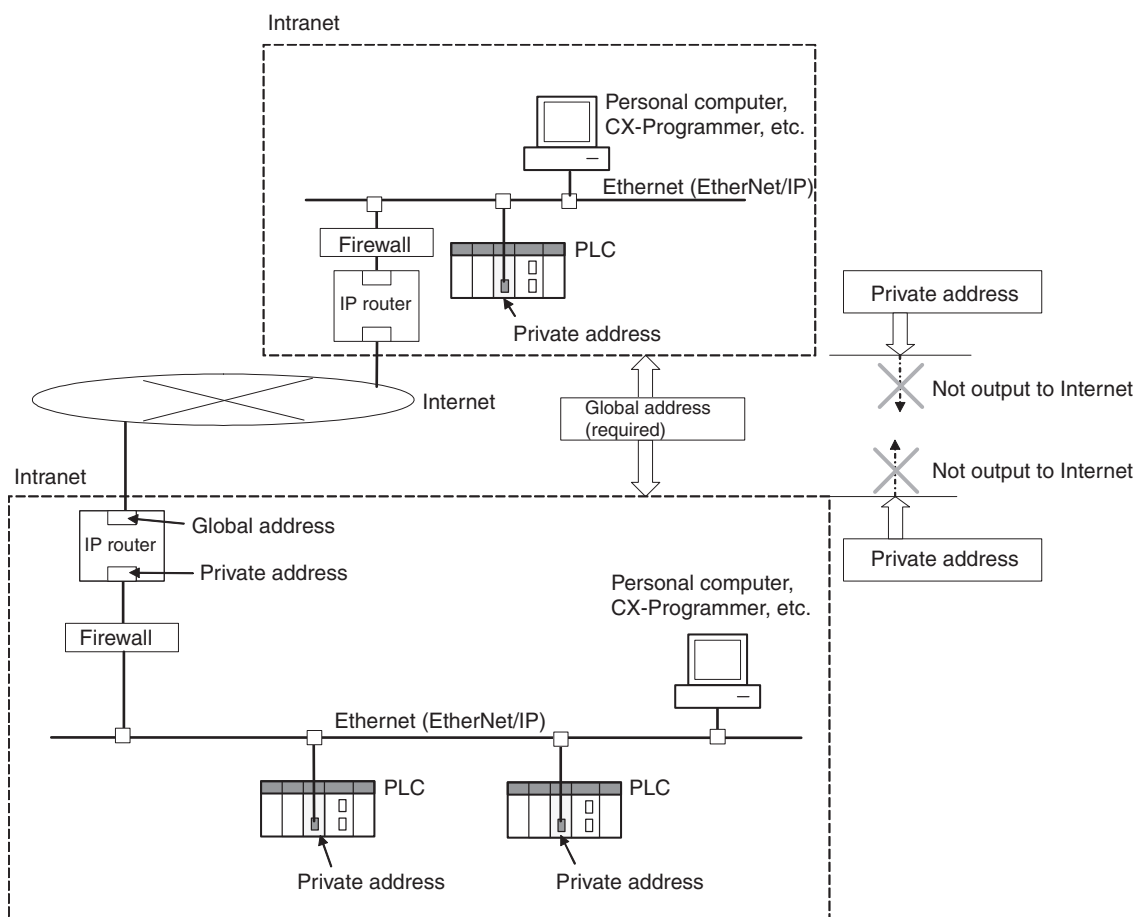 Intranet
Personal computer,
CX-Programmer, etc.
Ethernet (EtherNet/IP)
Firewall
PLC
IP router
Private address
Private address
Not output to Internet
Internet
Global address
(required)
Not output to Internet
Private address
Intranet
Global address
IP router
Private address
Firewall
Personal computer,
CX-Programmer, etc.
Ethernet (EtherNet/IP)
PLC
PLC
Private address
Private address